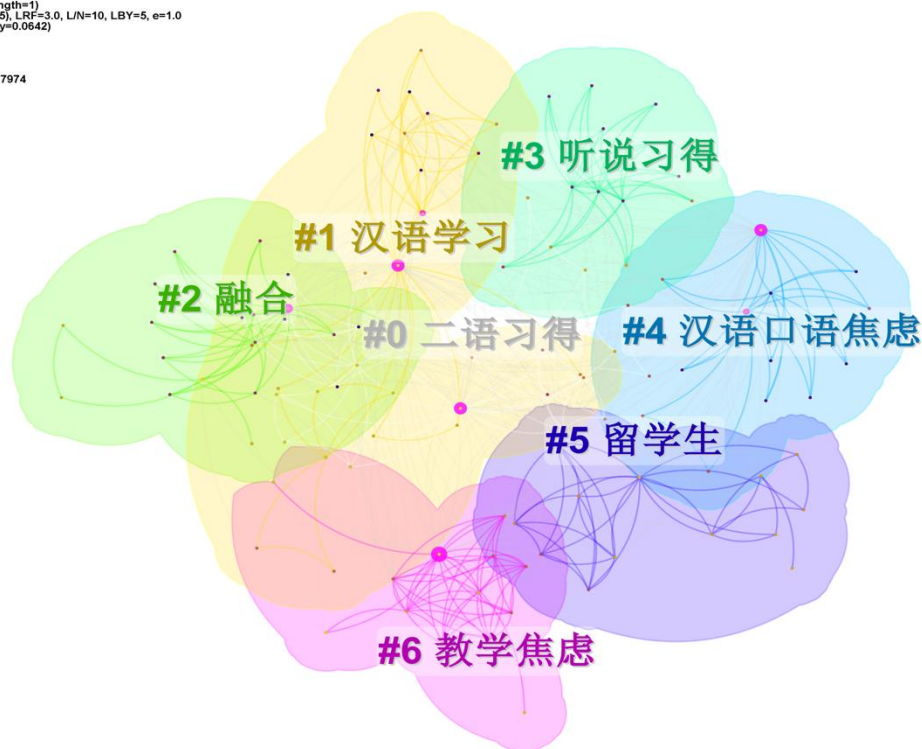 ngth=1)
5), LRF=3.0, L/N=10, LBY=5, e=1.0
y=0.0642)
7974
#3 听说习得
#1 汉语学习
#2 融合
#0 二语习得
#4 汉语口语焦虑
#5 留学生
#6 教学焦虑